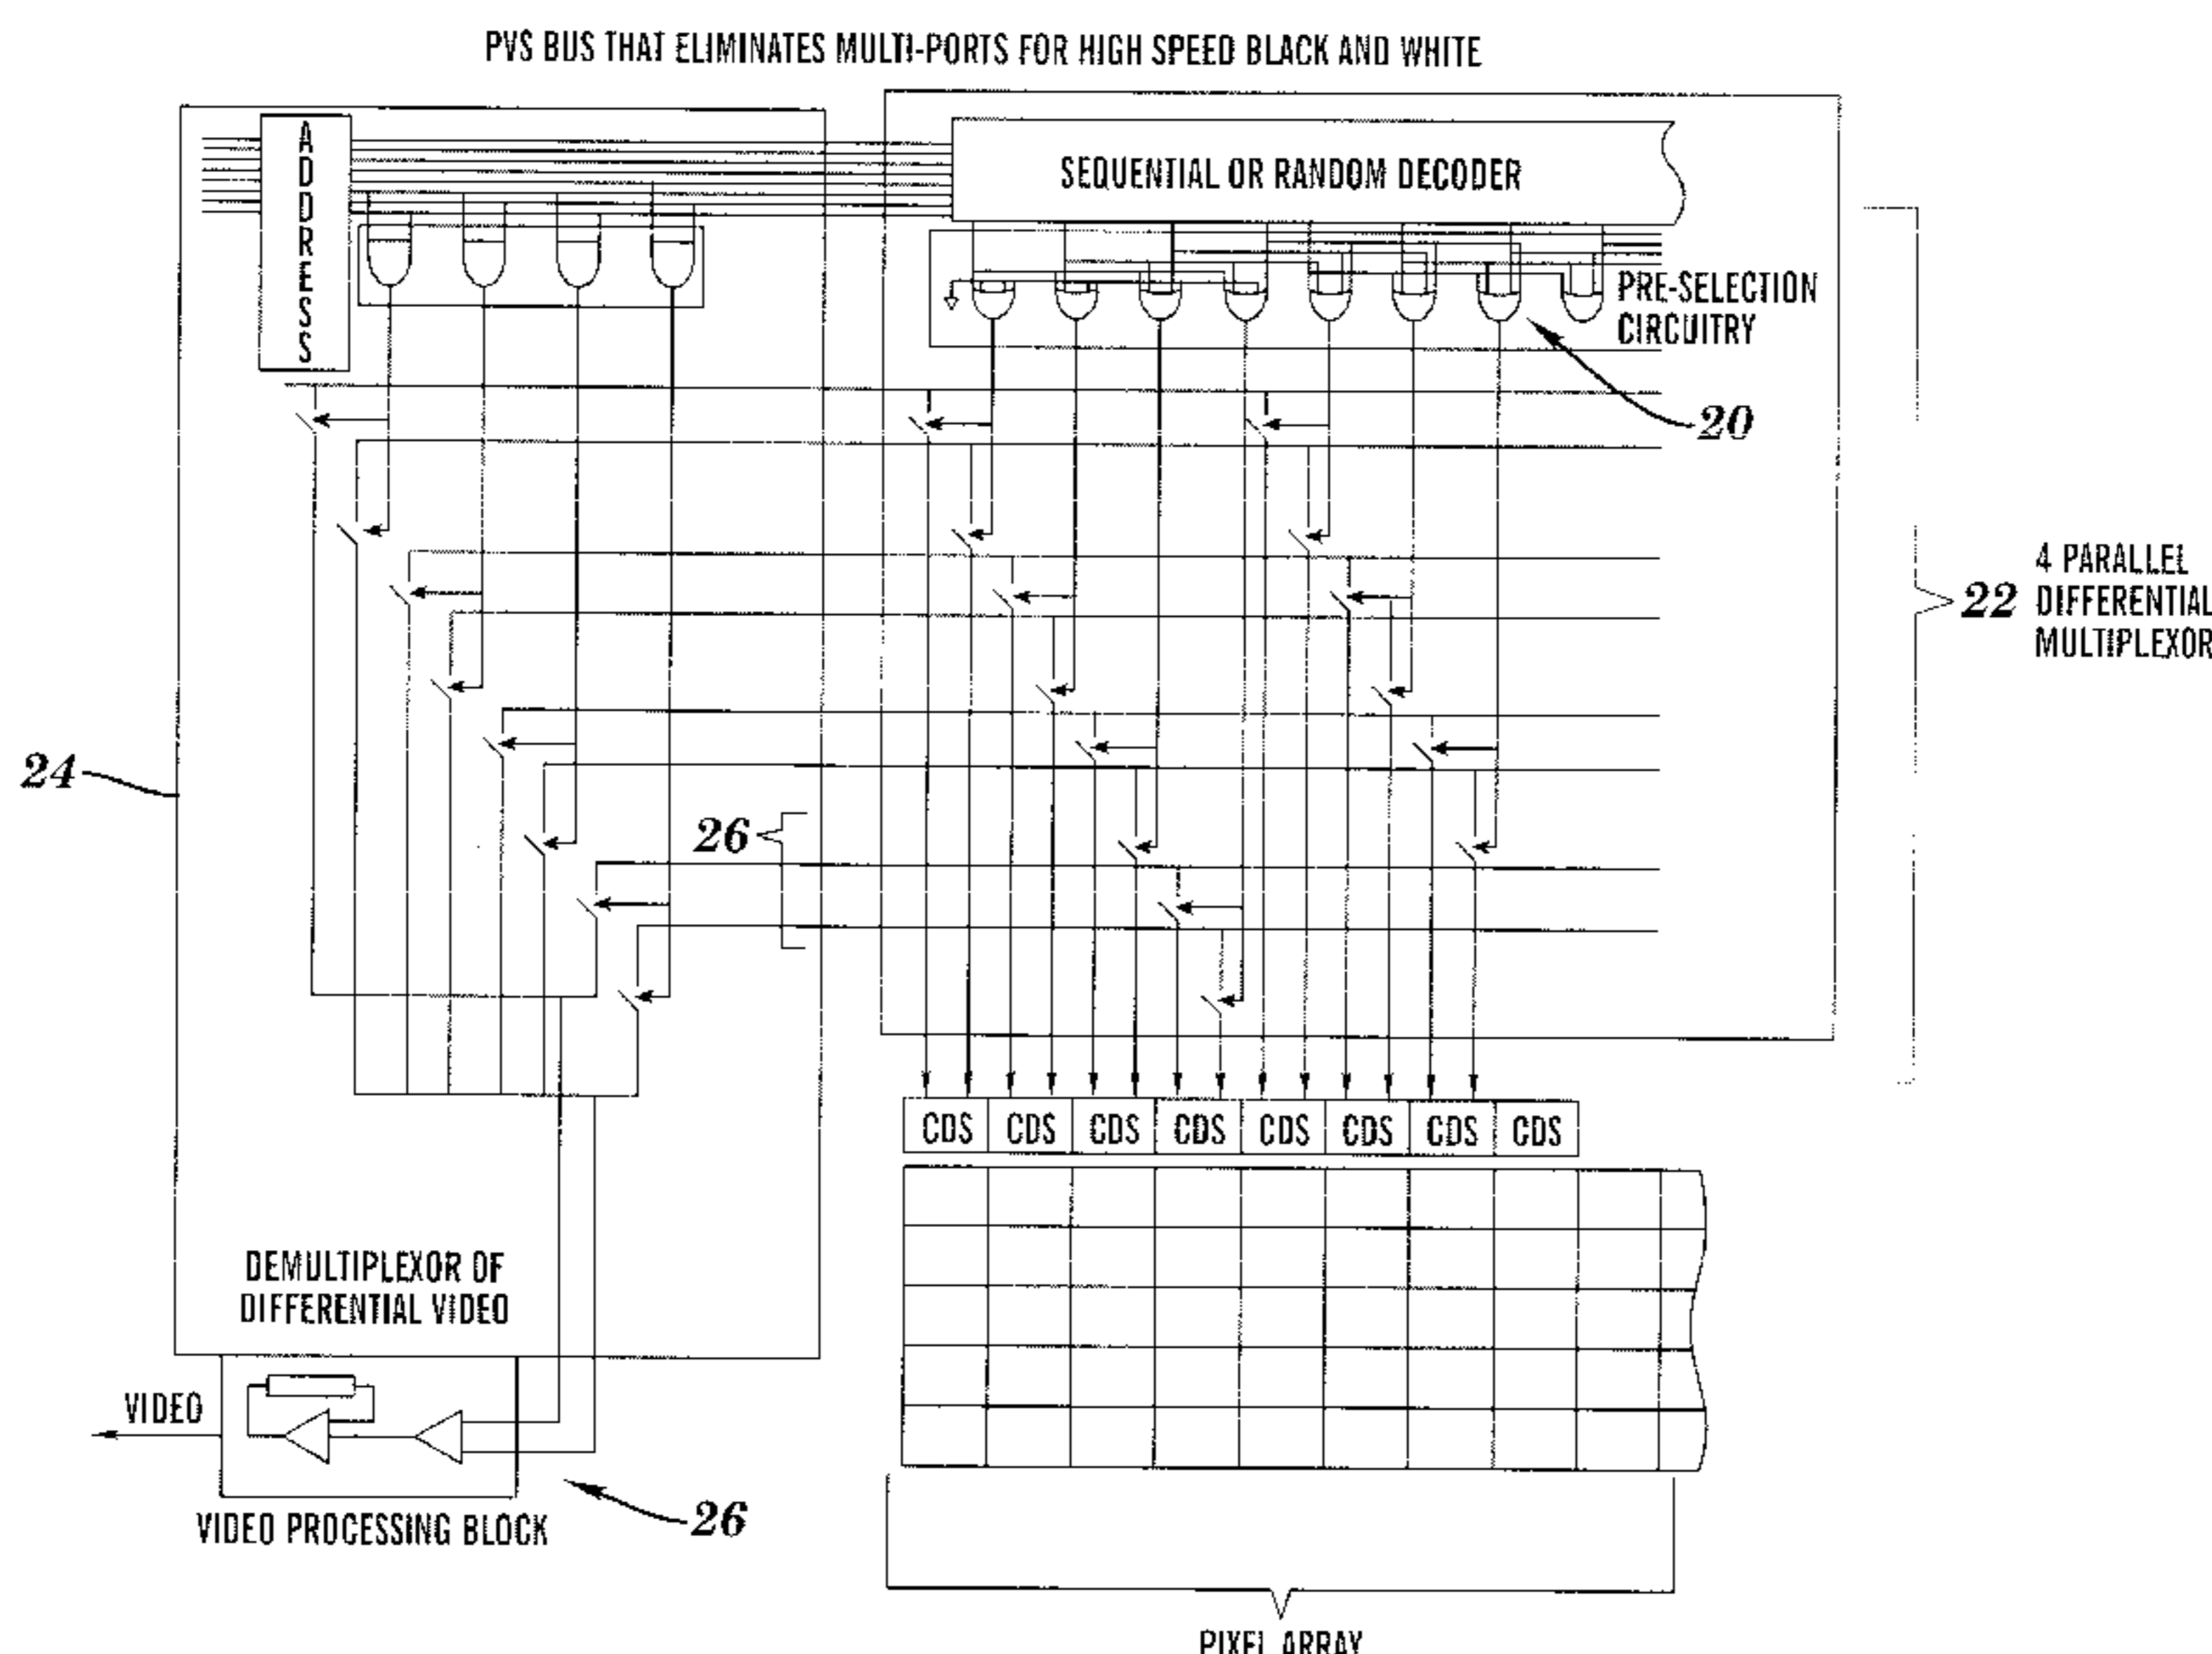 PVS BUS THAT ELIMINATES MULTI-PORTS FOR HIGH SPEED BLACK AND WHITE
ADDRESS
SEQUENTIAL OR RANDOM DECODER
PRE-SELECTION
CIRCUITRY
20
4 PARALLEL
22 DIFFERENTIAL
MULTIPLEXOR
24
26
CDS CDS CDS CDS CDS CDS CDS CDS
DEMULTIPLEXOR OF
DIFFERENTIAL VIDEO
VIDEO
26
VIDEO PROCESSING BLOCK
PIXEL ARRAY